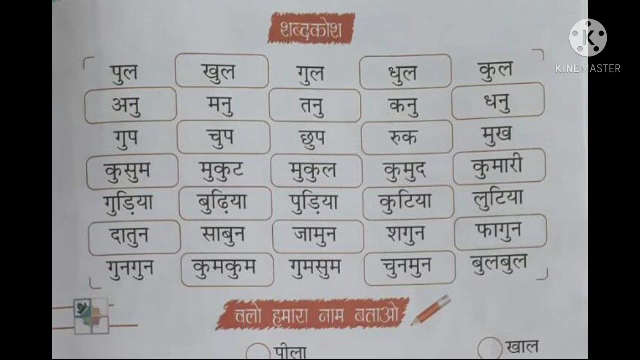 शब्दकोश
KINEMASTER
पुल खुल गुल धुल कुल
अनु मनु तनु कनु धनु
गुप चुप छुप रुक मुख
कुसुम मुकुट मुकुल कुमुद कुमारी
गुड़िया बुढ़िया पुड़िया कुटिया लुटिया
दातुन साबुन जामुन शगुन फागुन
गुनगुन कुमकुम गुमसुम चुनमुन बुलबुल
चलो हमारा नाम बताओ
पीला खाल